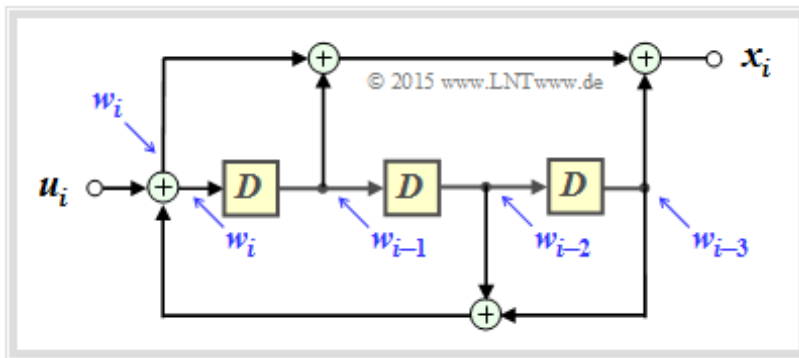 + + x_i
© 2015 www.LNTwww.de
w_i
u_i + D D D
w_i w_{i–1} w_{i–2} w_{i–3}
+